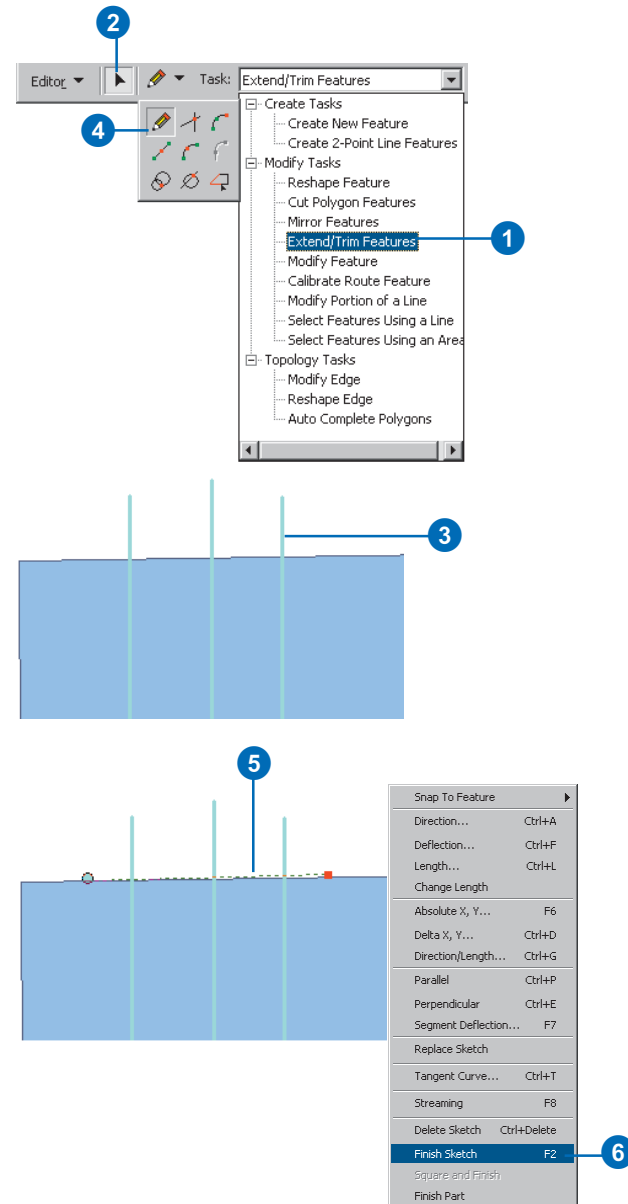 2
Editor Task: Extend/Trim Features
4
Create Tasks
Create New Feature
Create 2-Point Line Features
Modify Tasks
Reshape Feature
Cut Polygon Features
Mirror Features
Extend/Trim Features
1
Modify Feature
Calibrate Route Feature
Modify Portion of a Line
Select Features Using a Line
Select Features Using an Area
Topology Tasks
Modify Edge
Reshape Edge
Auto Complete Polygons
3
5
Snap To Feature
Direction... Ctrl+A
Deflection... Ctrl+F
Length... Ctrl+L
Change Length
Absolute X, Y... F6
Delta X, Y... Ctrl+D
Direction/Length... Ctrl+G
Parallel Ctrl+P
Perpendicular Ctrl+E
Segment Deflection... F7
Replace Sketch
Tangent Curve... Ctrl+T
Streaming F8
Delete Sketch Ctrl+Delete
Finish Sketch F2
6
Square and Finish
Finish Part